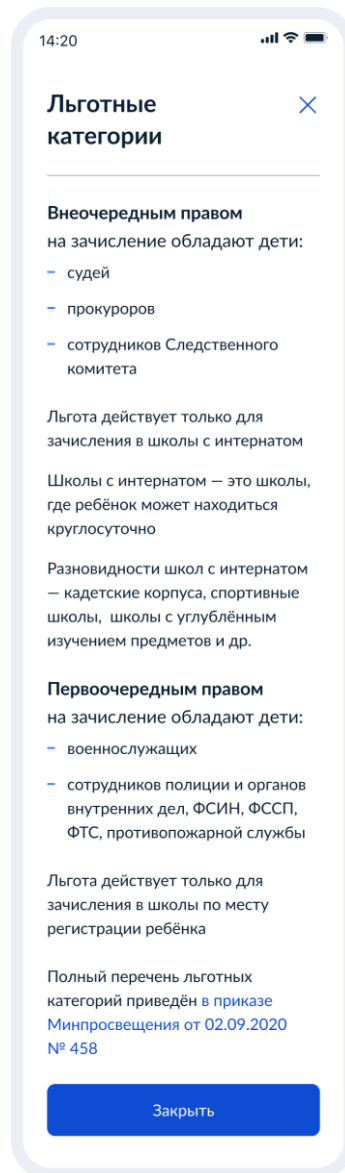 14:20
Льготные
категории
Внеочередным правом
на зачисление обладают дети:
– судей
– прокуроров
– сотрудников Следственного
комитета
Льгота действует только для
зачисления в школы с интернатом
Школы с интернатом — это школы,
где ребёнок может находиться
круглосуточно
Разновидности школ с интернатом
— кадетские корпуса, спортивные
школы, школы с углублённым
изучением предметов и др.
Первоочередным правом
на зачисление обладают дети:
– военнослужащих
– сотрудников полиции и органов
внутренних дел, ФСИН, ФССП,
ФТС, противопожарной службы
Льгота действует только для
зачисления в школы по месту
регистрации ребёнка
Полный перечень льготных
категорий приведён в приказе
Минпросвещения от 02.09.2020
№ 458
Закрыть